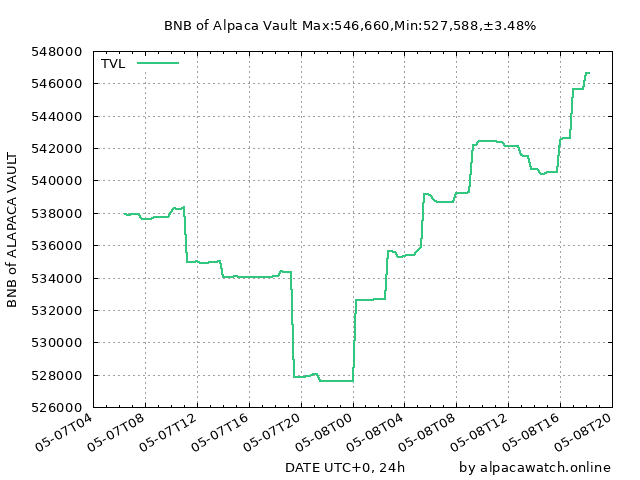 BNB of Alpaca Vault Max:546,660,Min:527,588,±3.48%
BNB of ALAPACA VAULT
548000
546000
544000
542000
540000
538000
536000
534000
532000
530000
528000
526000
TVL
05-07T04
05-07T08
05-07T12
05-07T16
05-07T20
05-08T00
05-08T04
05-08T08
05-08T12
05-08T16
05-08T20
DATE UTC+0, 24h
by alpacawatch.online